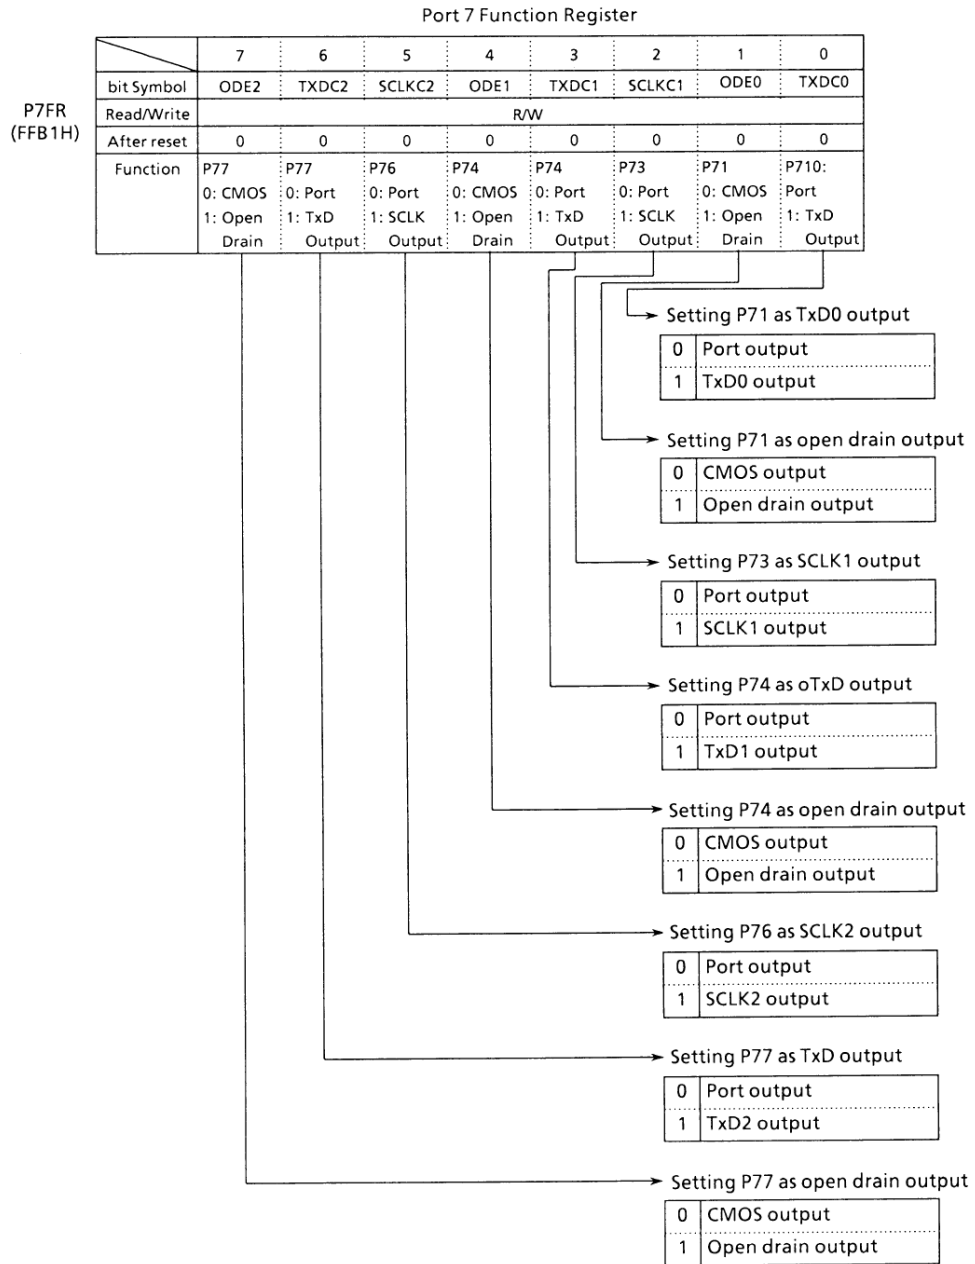 Port 7 Function Register
7 6 5 4 3 2 1 0
bit Symbol ODE2 TXDC2 SCLKC2 ODE1 TXDC1 SCLKC1 ODE0 TXDC0
P7FR
(FFB1H)
Read/Write R/W
After reset 0 0 0 0 0 0 0 0
Function P77 P77 P76 P74 P74 P73 P71 P710:
0: CMOS 0: Port 0: Port 0: CMOS 0: Port 0: Port 0: CMOS Port
1: Open 1: TxD 1: SCLK 1: Open 1: TxD 1: SCLK 1: Open 1: TxD
Drain Output Output Drain Output Output Drain Output
Setting P71 as TxD0 output
0 Port output
1 TxD0 output
Setting P71 as open drain output
0 CMOS output
1 Open drain output
Setting P73 as SCLK1 output
0 Port output
1 SCLK1 output
Setting P74 as oTxD output
0 Port output
1 TxD1 output
Setting P74 as open drain output
0 CMOS output
1 Open drain output
Setting P76 as SCLK2 output
0 Port output
1 SCLK2 output
Setting P77 as TxD output
0 Port output
1 TxD2 output
Setting P77 as open drain output
0 CMOS output
1 Open drain output